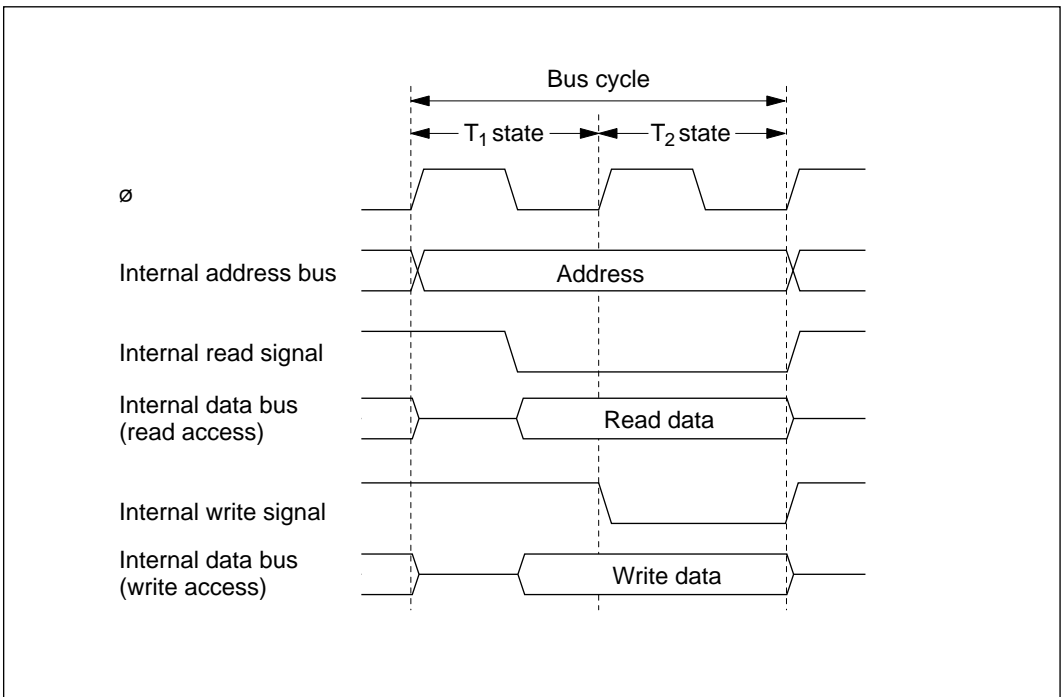 Bus cycle
T₁ state
T₂ state
ø
Internal address bus
Address
Internal read signal
Internal data bus
(read access)
Read data
Internal write signal
Internal data bus
(write access)
Write data